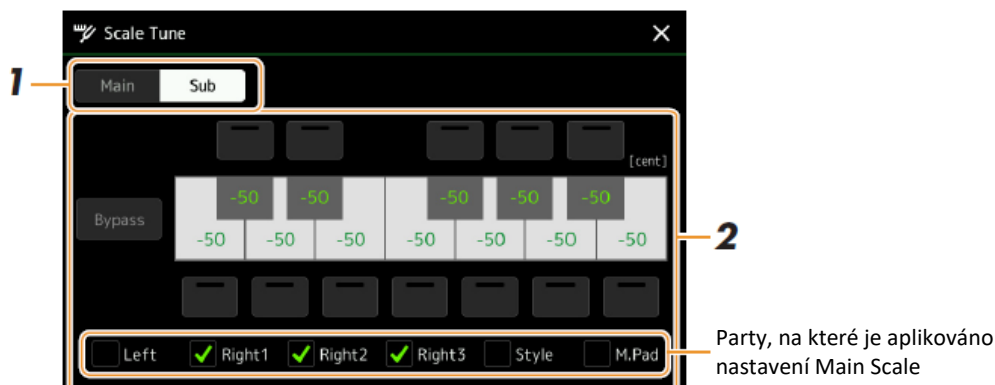 Scale Tune
1
Main Sub
[cent]
-50 -50 -50 -50 -50
Bypass
-50 -50 -50 -50 -50 -50 -50
2
Left Right1 Right2 Right3 Style M.Pad
Party, na které je aplikováno
nastavení Main Scale